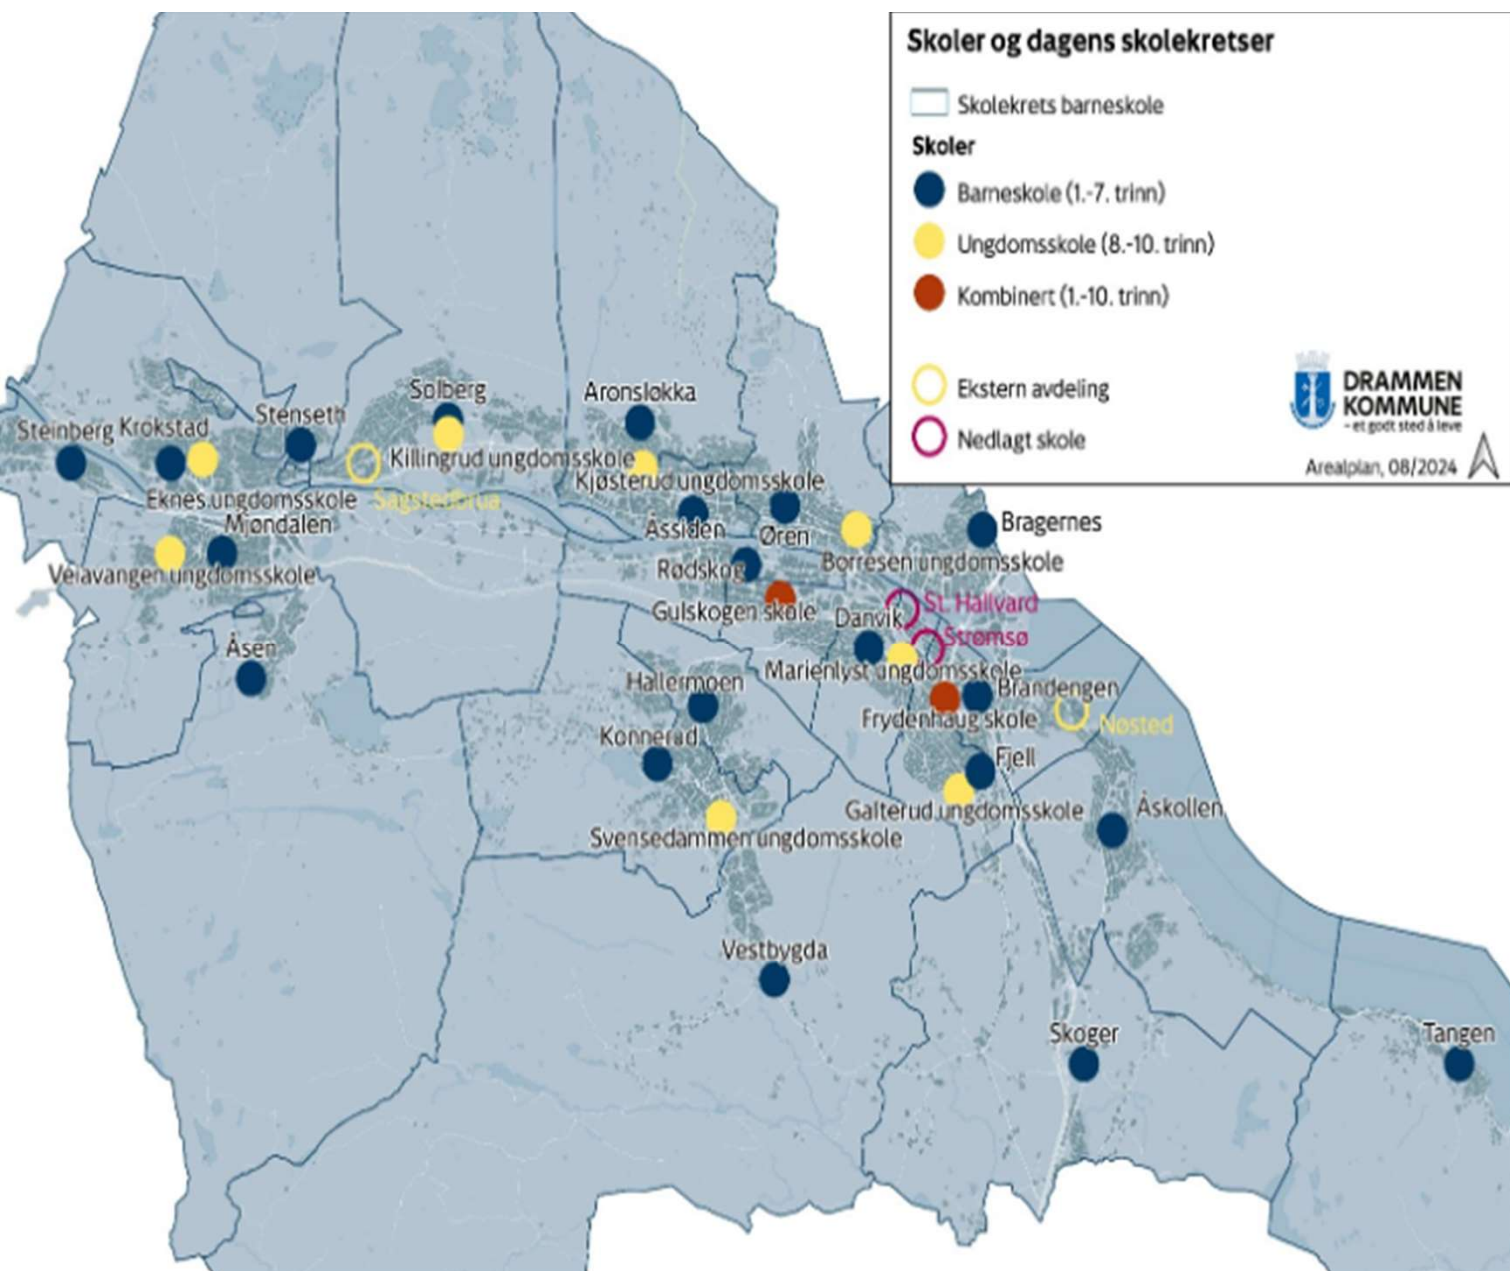 Skoler og dagens skolekretser
Skolekrets barneskole
Skoler
Barneskole (1.-7. trinn)
Ungdomsskole (8.-10. trinn)
Kombinert (1.-10. trinn)
Ekstern avdeling
Nedlagt skole
DRAMMEN
KOMMUNE
– et godt sted å leve
Arealplan, 08/2024
Solberg
Aronsløkka
Stenseth
Steinberg
Krokstad
Killingrud ungdomsskole
Kjøsterud ungdomsskole
Eknes ungdomsskole
Sagstedbrua
Mjøndalen
Åssiden
Øren
Bragernes
Veiavangen ungdomsskole
Rødskog
Borresen ungdomsskole
Gulskogen skole
Danvik
St. Hallvard
Strømsø
Åsen
Marienlyst ungdomsskole
Hallermoen
Brandengen
Frydenhaug skole
Nøsted
Konnerud
Fjell
Galterud ungdomsskole
Åskollen
Svensedammen ungdomsskole
Vestbygda
Skoger
Tangen